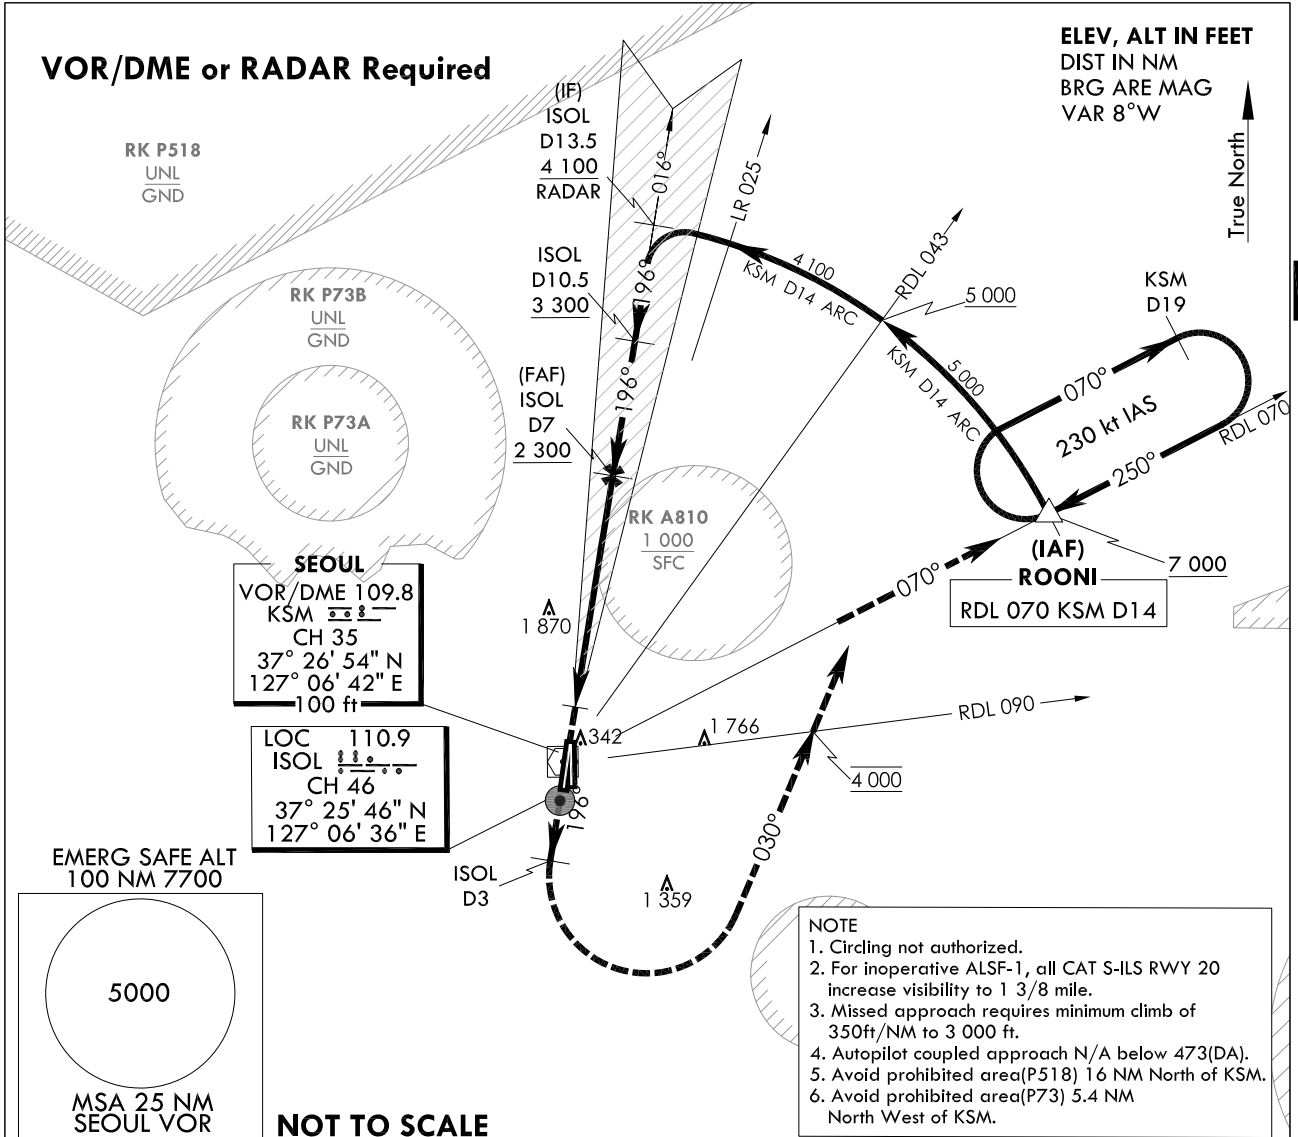 VOR/DME or RADAR Required
ELEV, ALT IN FEET
DIST IN NM
BRG ARE MAG
VAR 8°W
True North
RK P518
UNL
GND
(IF)
ISOL
D13.5
4 100
RADAR
016°
LR 025
RDL 043
ISOL
D10.5
3 300
196°
4 100
KSM D14 ARC
5 000
KSM
D19
RK P73B
UNL
GND
5 000
KSM D14 ARC
070°
230 kt IAS
RDL 070
250°
(FAF)
ISOL
D7
2 300
196°
RK P73A
UNL
GND
RK A810
1 000
SFC
(IAF)
ROONI
7 000
RDL 070 KSM D14
070°
SEOUL
VOR/DME 109.8
KSM
CH 35
37° 26' 54" N
127° 06' 42" E
100 ft
1 870
342
1 766
RDL 090
4 000
LOC 110.9
ISOL
CH 46
37° 25' 46" N
127° 06' 36" E
196°
030°
ISOL
D3
1 359
EMERG SAFE ALT
100 NM 7700
5000
MSA 25 NM
SEOUL VOR
NOT TO SCALE
NOTE
1. Circling not authorized.
2. For inoperative ALSF-1, all CAT S-ILS RWY 20
increase visibility to 1 3/8 mile.
3. Missed approach requires minimum climb of
350ft/NM to 3 000 ft.
4. Autopilot coupled approach N/A below 473(DA).
5. Avoid prohibited area(P518) 16 NM North of KSM.
6. Avoid prohibited area(P73) 5.4 NM
North West of KSM.